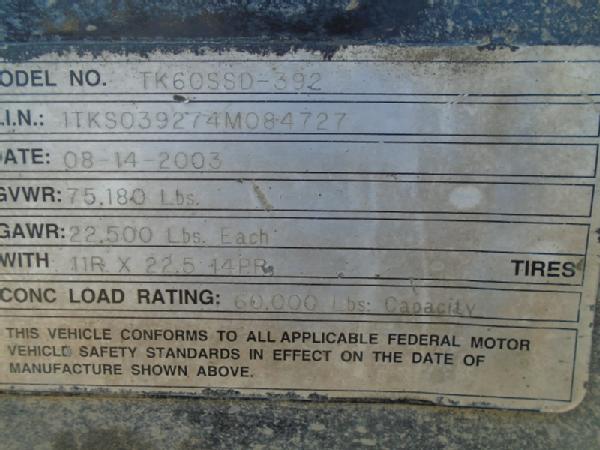 ODEL NO. TK60SSD-392
.I.N.: 1TKS039274M084727
ATE: 08-14-2003
GVWR: 75,180 Lbs.
GAWR: 22,500 Lbs. Each
WITH 11R X 22.5 14PR TIRES
CONC LOAD RATING: 60,000 Lbs. Capacity
THIS VEHICLE CONFORMS TO ALL APPLICABLE FEDERAL MOTOR
VEHICLE SAFETY STANDARDS IN EFFECT ON THE DATE OF
MANUFACTURE SHOWN ABOVE.